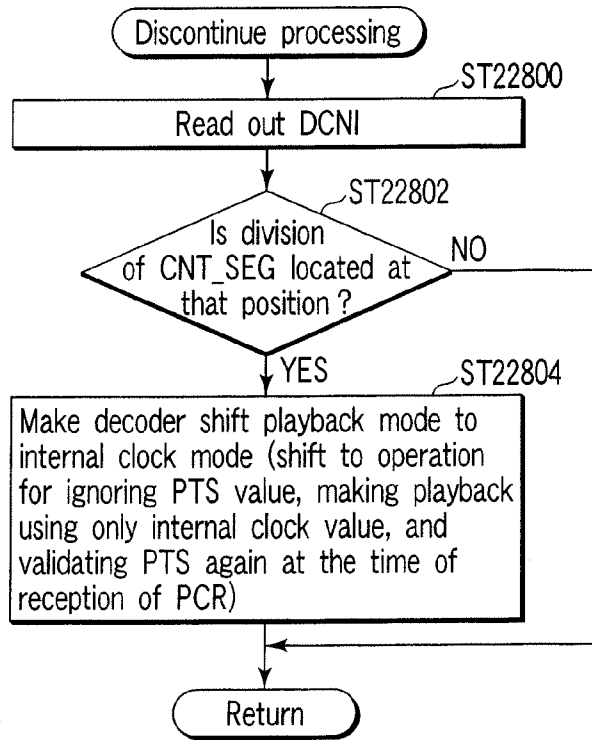 Discontinue processing
ST22800
Read out DCNI
ST22802
Is division
of CNT_SEG located at
that position?
NO
YES
ST22804
Make decoder shift playback mode to
internal clock mode (shift to operation
for ignoring PTS value, making playback
using only internal clock value, and
validating PTS again at the time of
reception of PCR)
Return